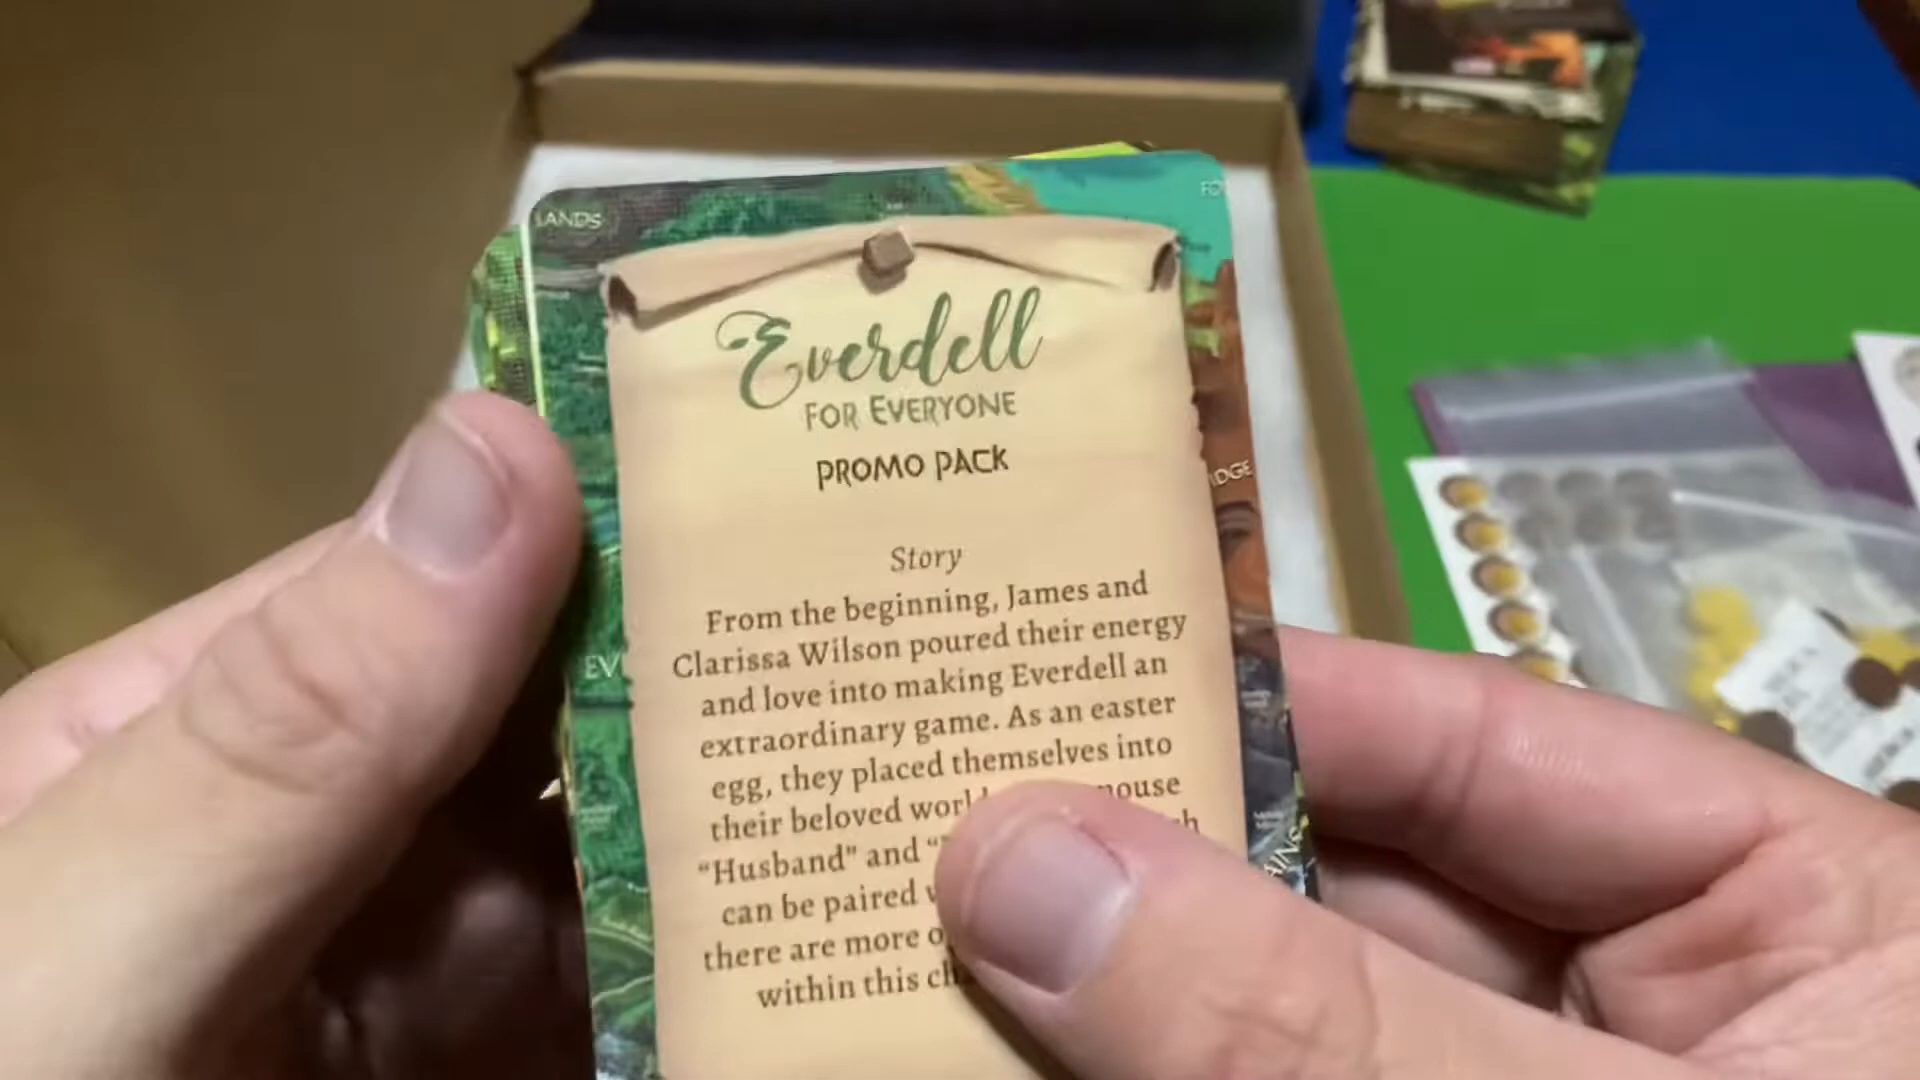 LANDS
Everdell
FOR EVERYONE
PROMO PACK
Story
From the beginning, James and
Clarissa Wilson poured their energy
and love into making Everdell an
extraordinary game. As an easter
egg, they placed themselves into
their beloved
"Husband" and
can be paired
there are more
within this